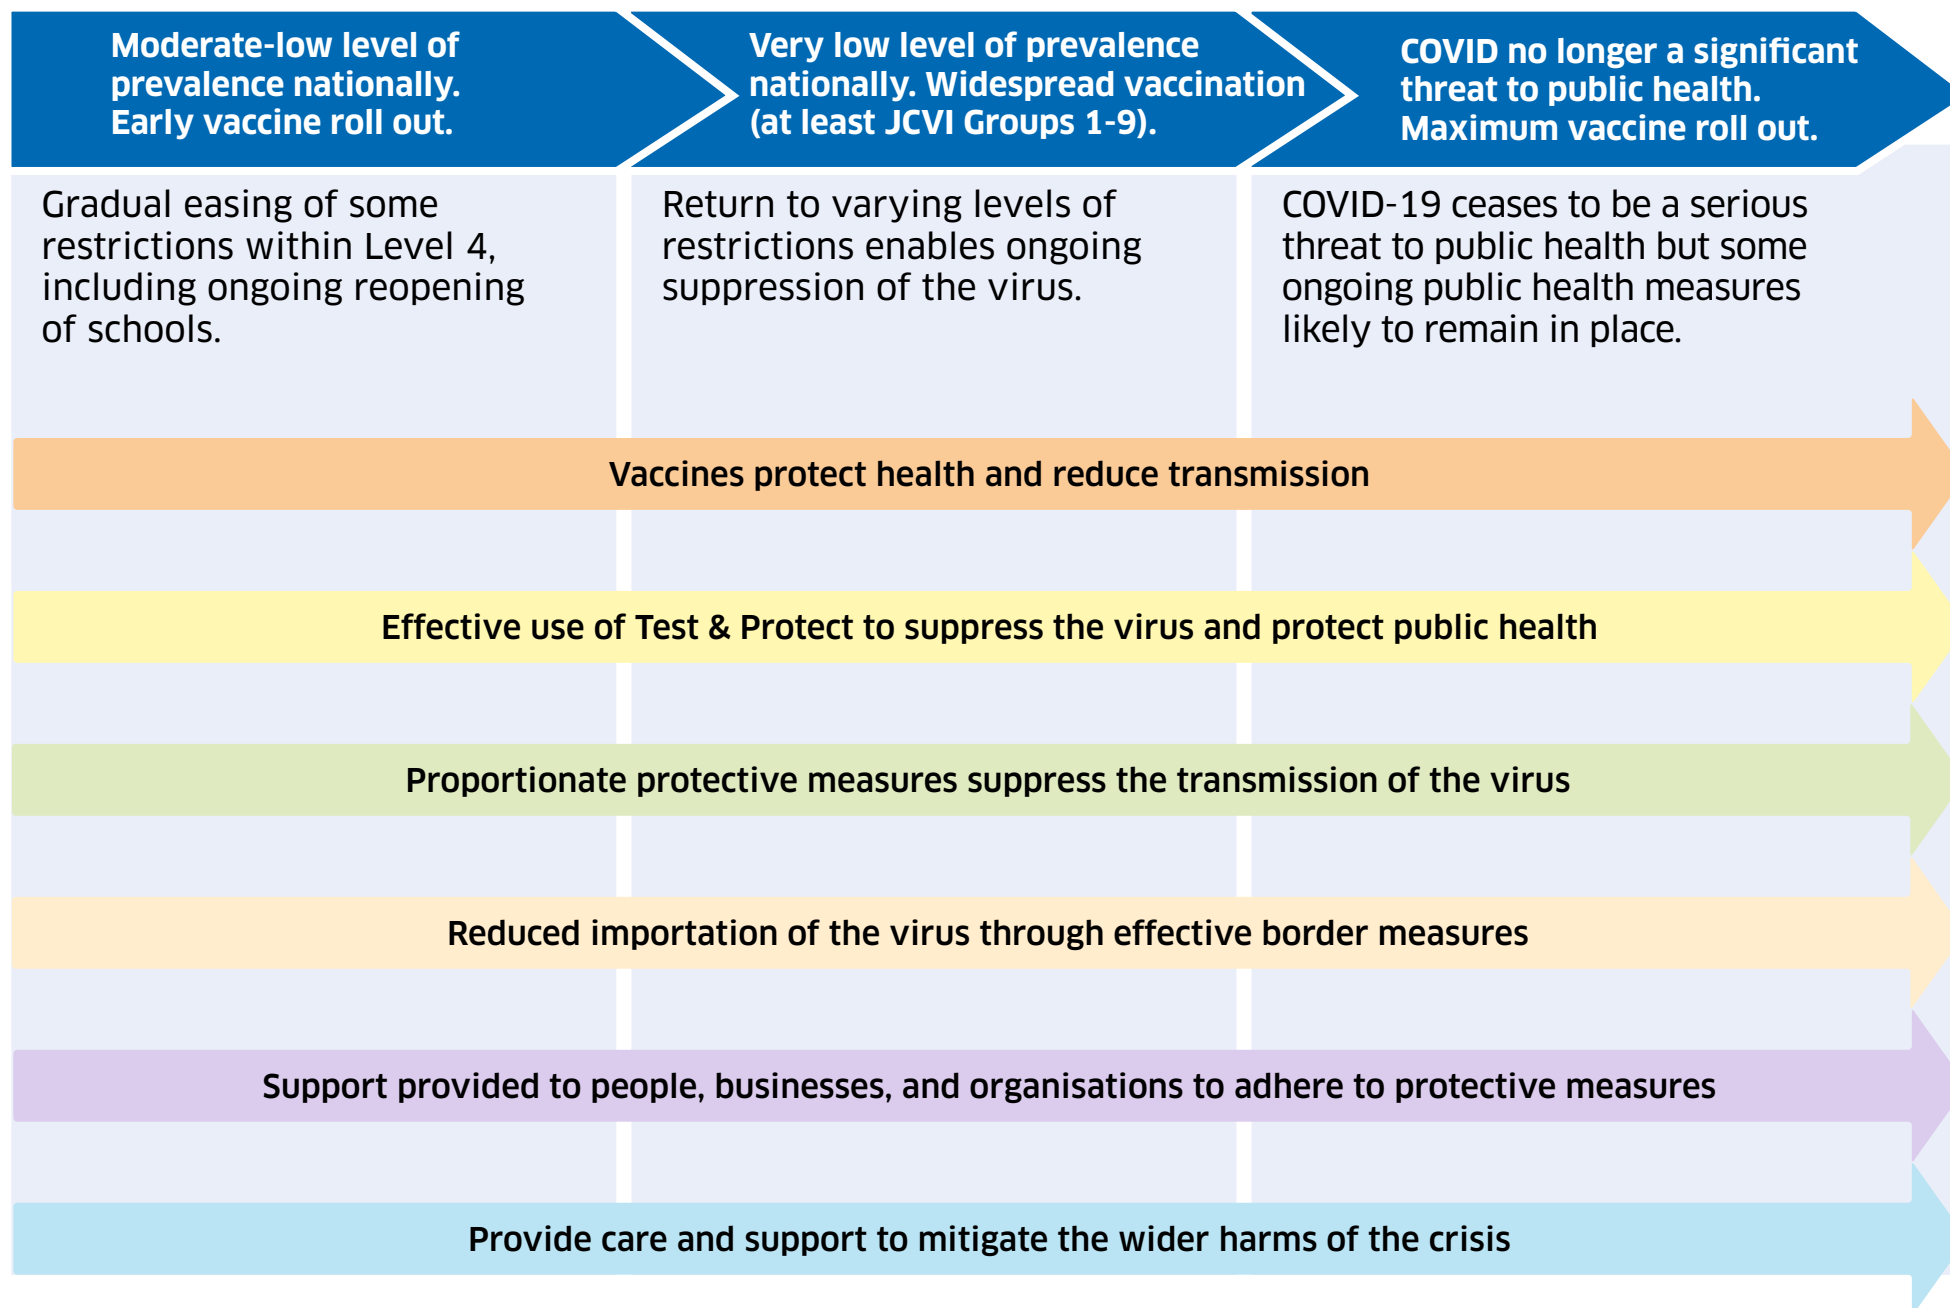 Moderate-low level of
prevalence nationally.
Early vaccine roll out.
Very low level of prevalence
nationally. Widespread vaccination
(at least JCVI Groups 1-9).
COVID no longer a significant
threat to public health.
Maximum vaccine roll out.
Gradual easing of some
restrictions within Level 4,
including ongoing reopening
of schools.
Return to varying levels of
restrictions enables ongoing
suppression of the virus.
COVID-19 ceases to be a serious
threat to public health but some
ongoing public health measures
likely to remain in place.
Vaccines protect health and reduce transmission
Effective use of Test & Protect to suppress the virus and protect public health
Proportionate protective measures suppress the transmission of the virus
Reduced importation of the virus through effective border measures
Support provided to people, businesses, and organisations to adhere to protective measures
Provide care and support to mitigate the wider harms of the crisis